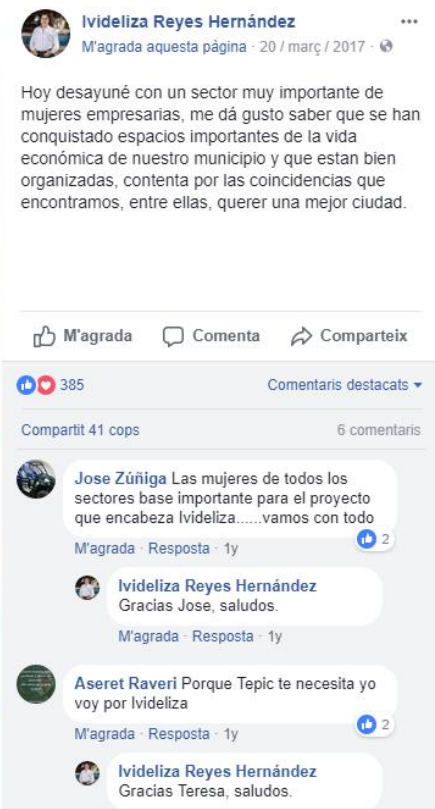 Ivideliza Reyes Hernández
M'agrada aquesta pàgina · 20 / març / 2017 ·
Hoy desayuné con un sector muy importante de
mujeres empresarias, me dá gusto saber que se han
conquistado espacios importantes de la vida
económica de nuestro municipio y que estan bien
organizadas, contenta por las coincidencias que
encontramos, entre ellas, querer una mejor ciudad.
M'agrada Comenta Comparteix
385 Comentaris destacats
Compartit 41 cops 6 comentaris
Jose Zúñiga Las mujeres de todos los
sectores base importante para el proyecto
que encabeza Ivideliza......vamos con todo
M'agrada · Resposta · 1y 2
Ivideliza Reyes Hernández
Gracias Jose, saludos.
M'agrada · Resposta · 1y
Aseret Raveri Porque Tepic te necesita yo
voy por Ivideliza
M'agrada · Resposta · 1y 2
Ivideliza Reyes Hernández
Gracias Teresa, saludos.